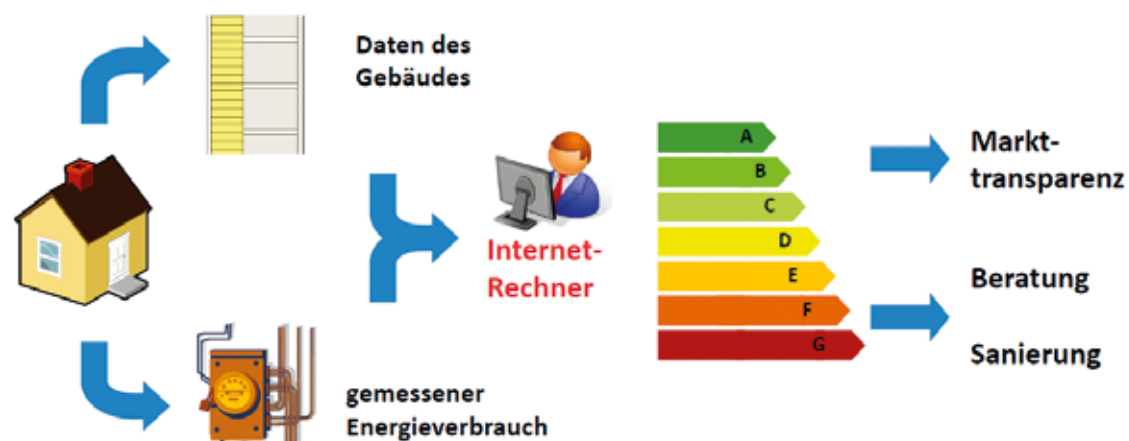 Daten des
Gebäudes
gemessener
Energieverbrauch
Internet-
Rechner
A
B
C
D
E
F
G
Markt-
transparenz
Beratung
Sanierung